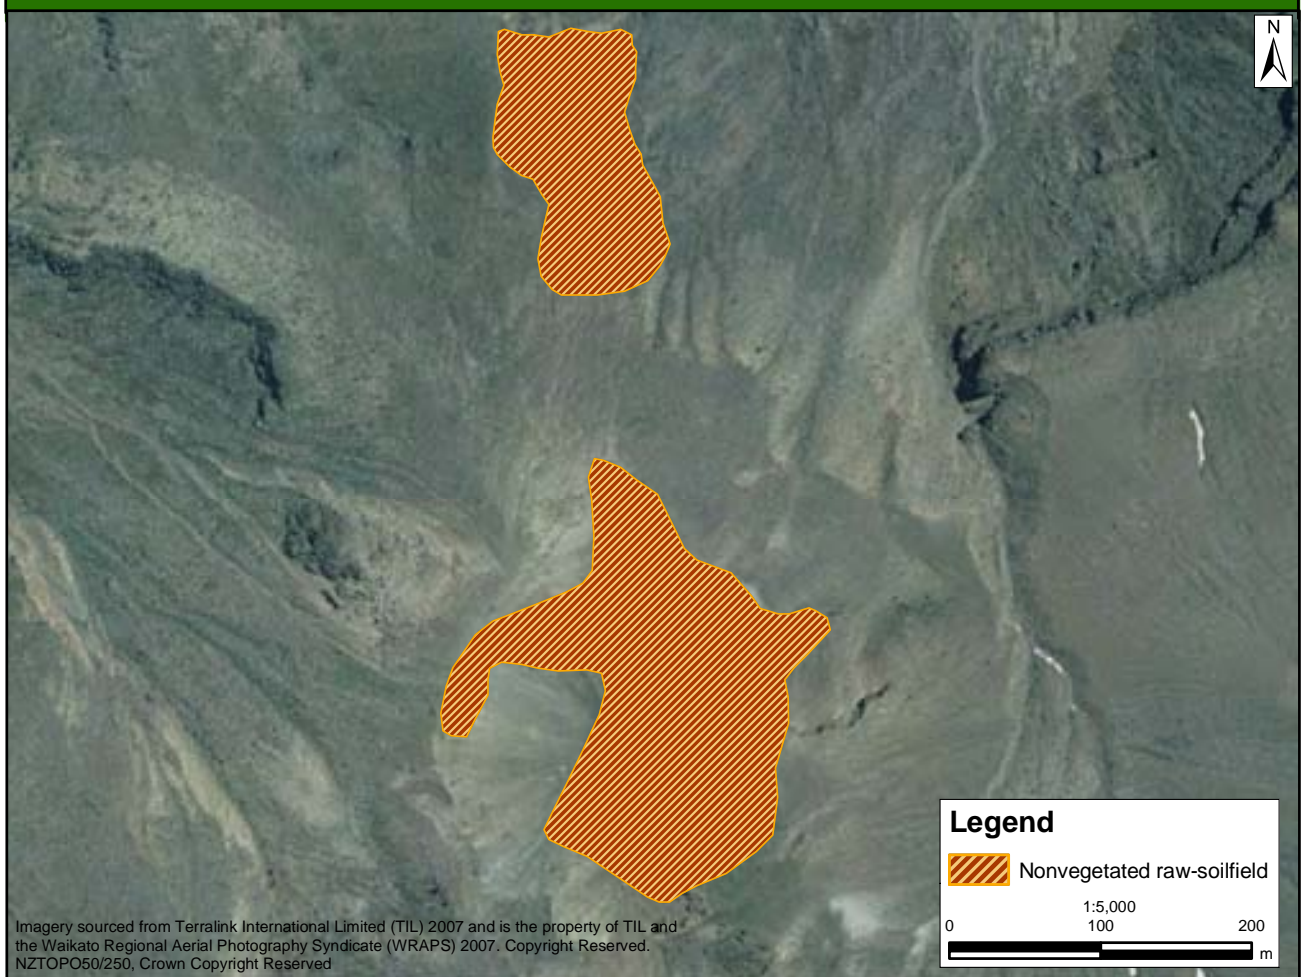 N
Legend
Nonvegetated raw-soilfield
1:5,000
0 100 200
m
Imagery sourced from Terralink International Limited (TIL) 2007 and is the property of TIL and
the Waikato Regional Aerial Photography Syndicate (WRAPS) 2007. Copyright Reserved.
NZTOPO50/250, Crown Copyright Reserved